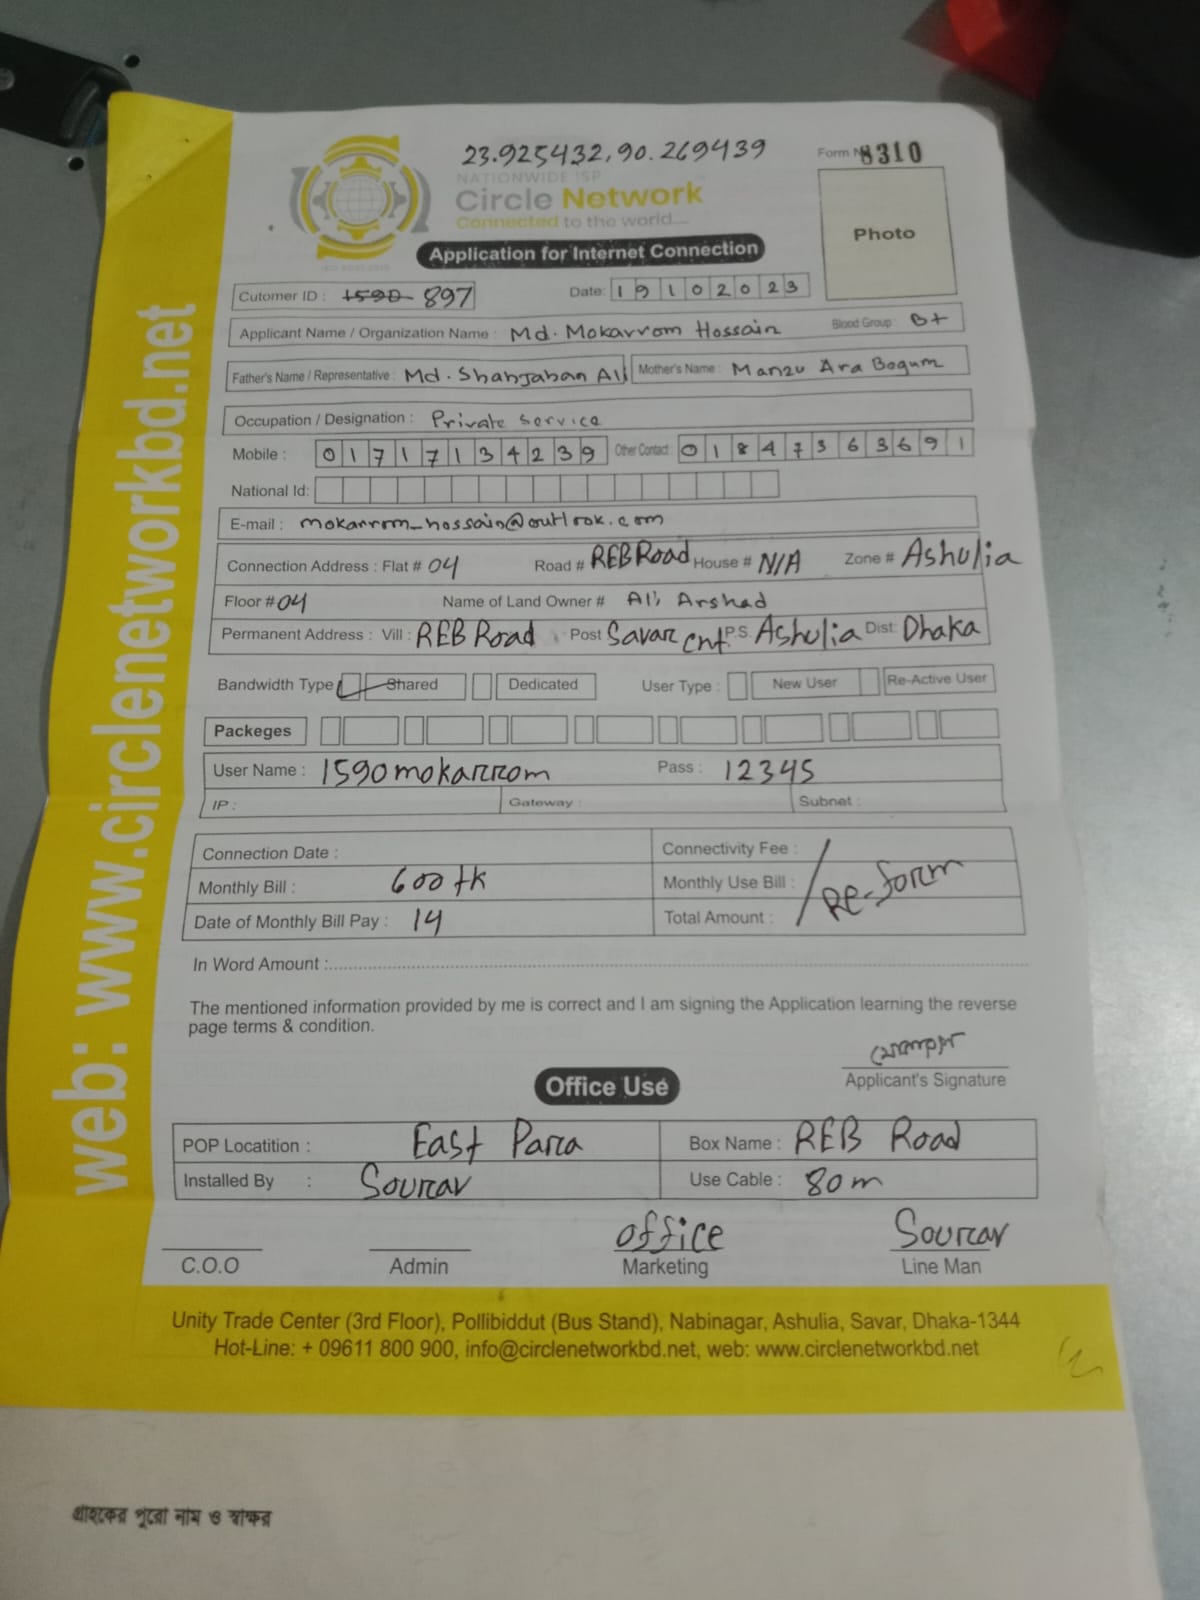 23.925432, 90.269439
Form N 8310
NATIONWIDE ISP
Circle Network
Connected to the world....
Photo
Application for Internet Connection
Cutomer ID : 1590 897 Date: 19102023
Applicant Name / Organization Name : Md. Mokarrom Hossain Blood Group : B+
Father's Name / Representative : Md. Shahjahan Ali Mother's Name : Manzu Ara Begum
Occupation / Designation : Private service
Mobile : 01717134239 Other Contact : 01847363691
National Id:
E-mail : mokarrom_hossain@outlook.com
Connection Address : Flat # 04 Road # REB Road House # N/A Zone # Ashulia
Floor # 04 Name of Land Owner # Ali Arshad
Permanent Address : Vill : REB Road Post Savar Cnt. P.S. Ashulia Dist: Dhaka
Bandwidth Type Shared Dedicated User Type : New User Re-Active User
Packeges
User Name : 1590mokarrom Pass : 12345
IP : Gateway : Subnet :
Connection Date : Connectivity Fee :
Monthly Bill : 600 tk Monthly Use Bill : Re-form
Date of Monthly Bill Pay : 14 Total Amount :
In Word Amount :
The mentioned information provided by me is correct and I am signing the Application learning the reverse
page terms & condition.
Applicant's Signature
Office Use
POP Locatition : East Para Box Name : REB Road
Installed By : Sourav Use Cable : 80m
office Sourav
C.O.O Admin Marketing Line Man
Unity Trade Center (3rd Floor), Pollibiddut (Bus Stand), Nabinagar, Ashulia, Savar, Dhaka-1344
Hot-Line: + 09611 800 900, info@circlenetworkbd.net, web: www.circlenetworkbd.net
web: www.circlenetworkbd.net
গ্রাহকের পুরো নাম ও স্বাক্ষর